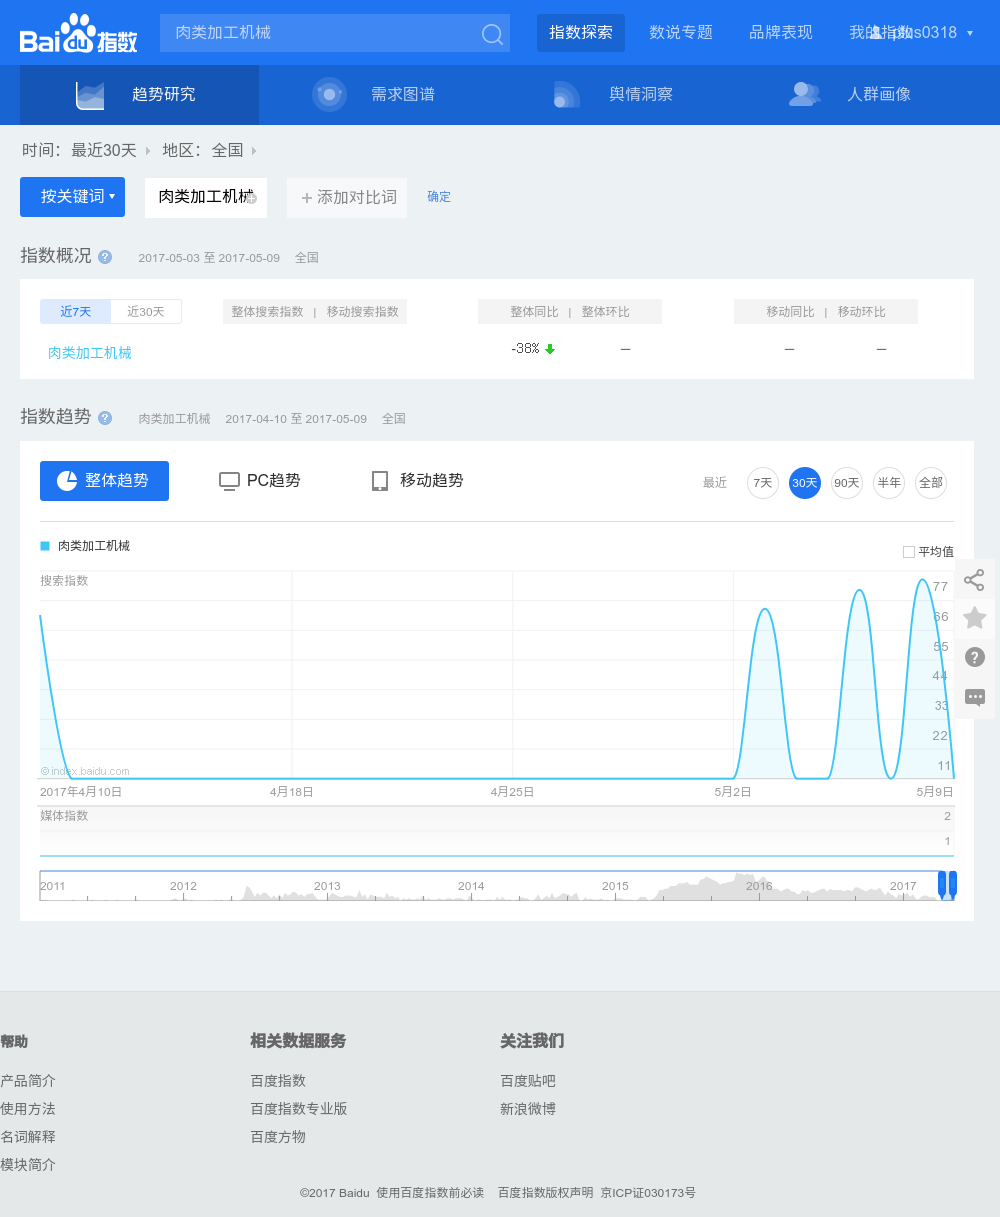 Bai du 指数
肉类加工机械
指数探索 数说专题 品牌表现 我的指数 plus0318
趋势研究 需求图谱 舆情洞察 人群画像
时间： 最近30天 地区： 全国
按关键词 肉类加工机械 + 添加对比词 确定
指数概况 ? 2017-05-03 至 2017-05-09 全国
近7天 近30天 整体搜索指数 | 移动搜索指数 整体同比 | 整体环比 移动同比 | 移动环比
肉类加工机械 -38% – – –
指数趋势 ? 肉类加工机械 2017-04-10 至 2017-05-09 全国
整体趋势 PC趋势 移动趋势 最近 7天 30天 90天 半年 全部
肉类加工机械
平均值
搜索指数
77
66
55
44
33
22
11
© index.baidu.com
2017年4月10日 4月18日 4月25日 5月2日 5月9日
媒体指数 2
1
2011 2012 2013 2014 2015 2016 2017
帮助 相关数据服务 关注我们
产品简介 百度指数 百度贴吧
使用方法 百度指数专业版 新浪微博
名词解释 百度方物
模块简介
©2017 Baidu 使用百度指数前必读 百度指数版权声明 京ICP证030173号